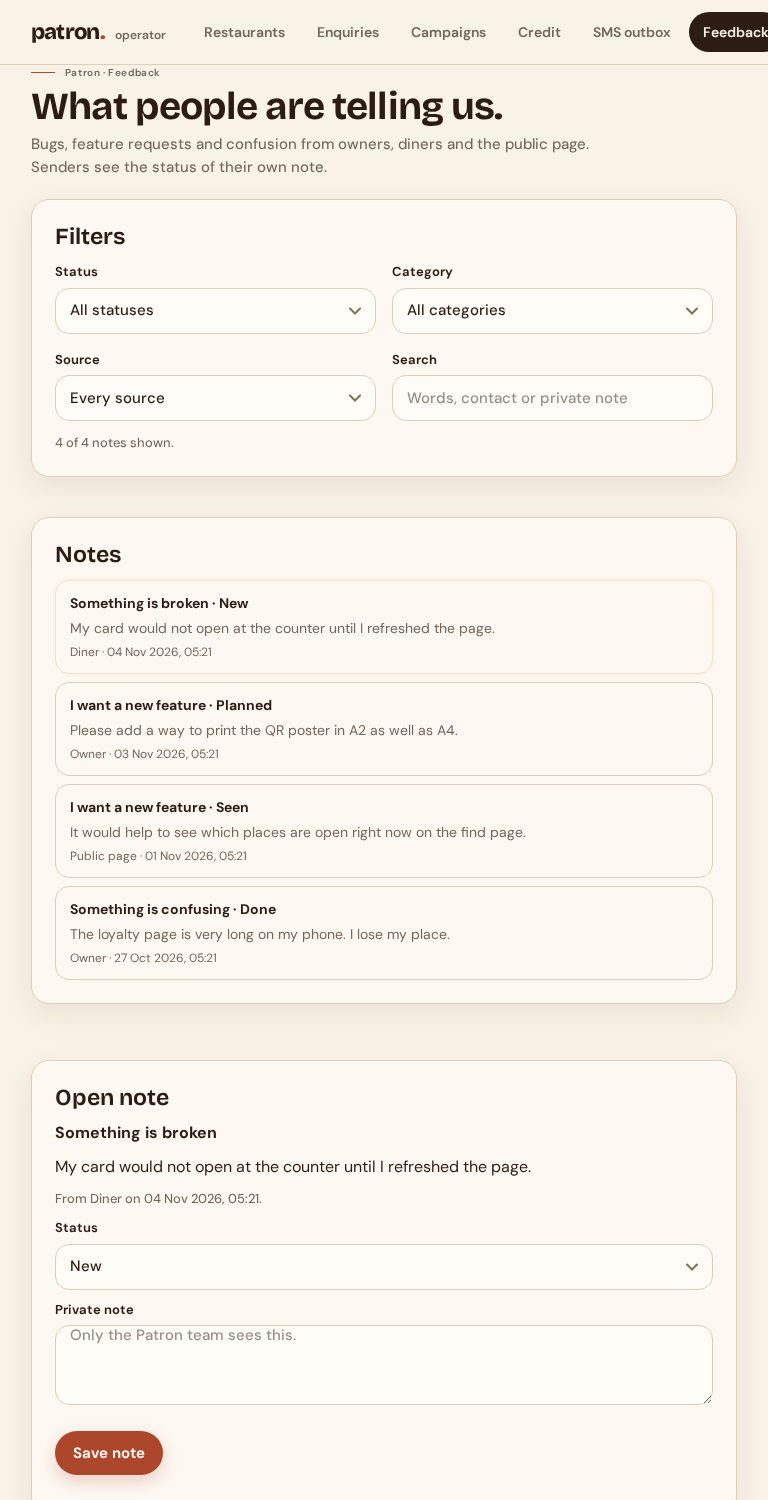 patron. operator Restaurants Enquiries Campaigns Credit SMS outbox Feedback
Patron · Feedback
What people are telling us.
Bugs, feature requests and confusion from owners, diners and the public page.
Senders see the status of their own note.
Filters
Status Category
All statuses All categories
Source Search
Every source Words, contact or private note
4 of 4 notes shown.
Notes
Something is broken · New
My card would not open at the counter until I refreshed the page.
Diner · 04 Nov 2026, 05:21
I want a new feature · Planned
Please add a way to print the QR poster in A2 as well as A4.
Owner · 03 Nov 2026, 05:21
I want a new feature · Seen
It would help to see which places are open right now on the find page.
Public page · 01 Nov 2026, 05:21
Something is confusing · Done
The loyalty page is very long on my phone. I lose my place.
Owner · 27 Oct 2026, 05:21
Open note
Something is broken
My card would not open at the counter until I refreshed the page.
From Diner on 04 Nov 2026, 05:21.
Status
New
Private note
Only the Patron team sees this.
Save note